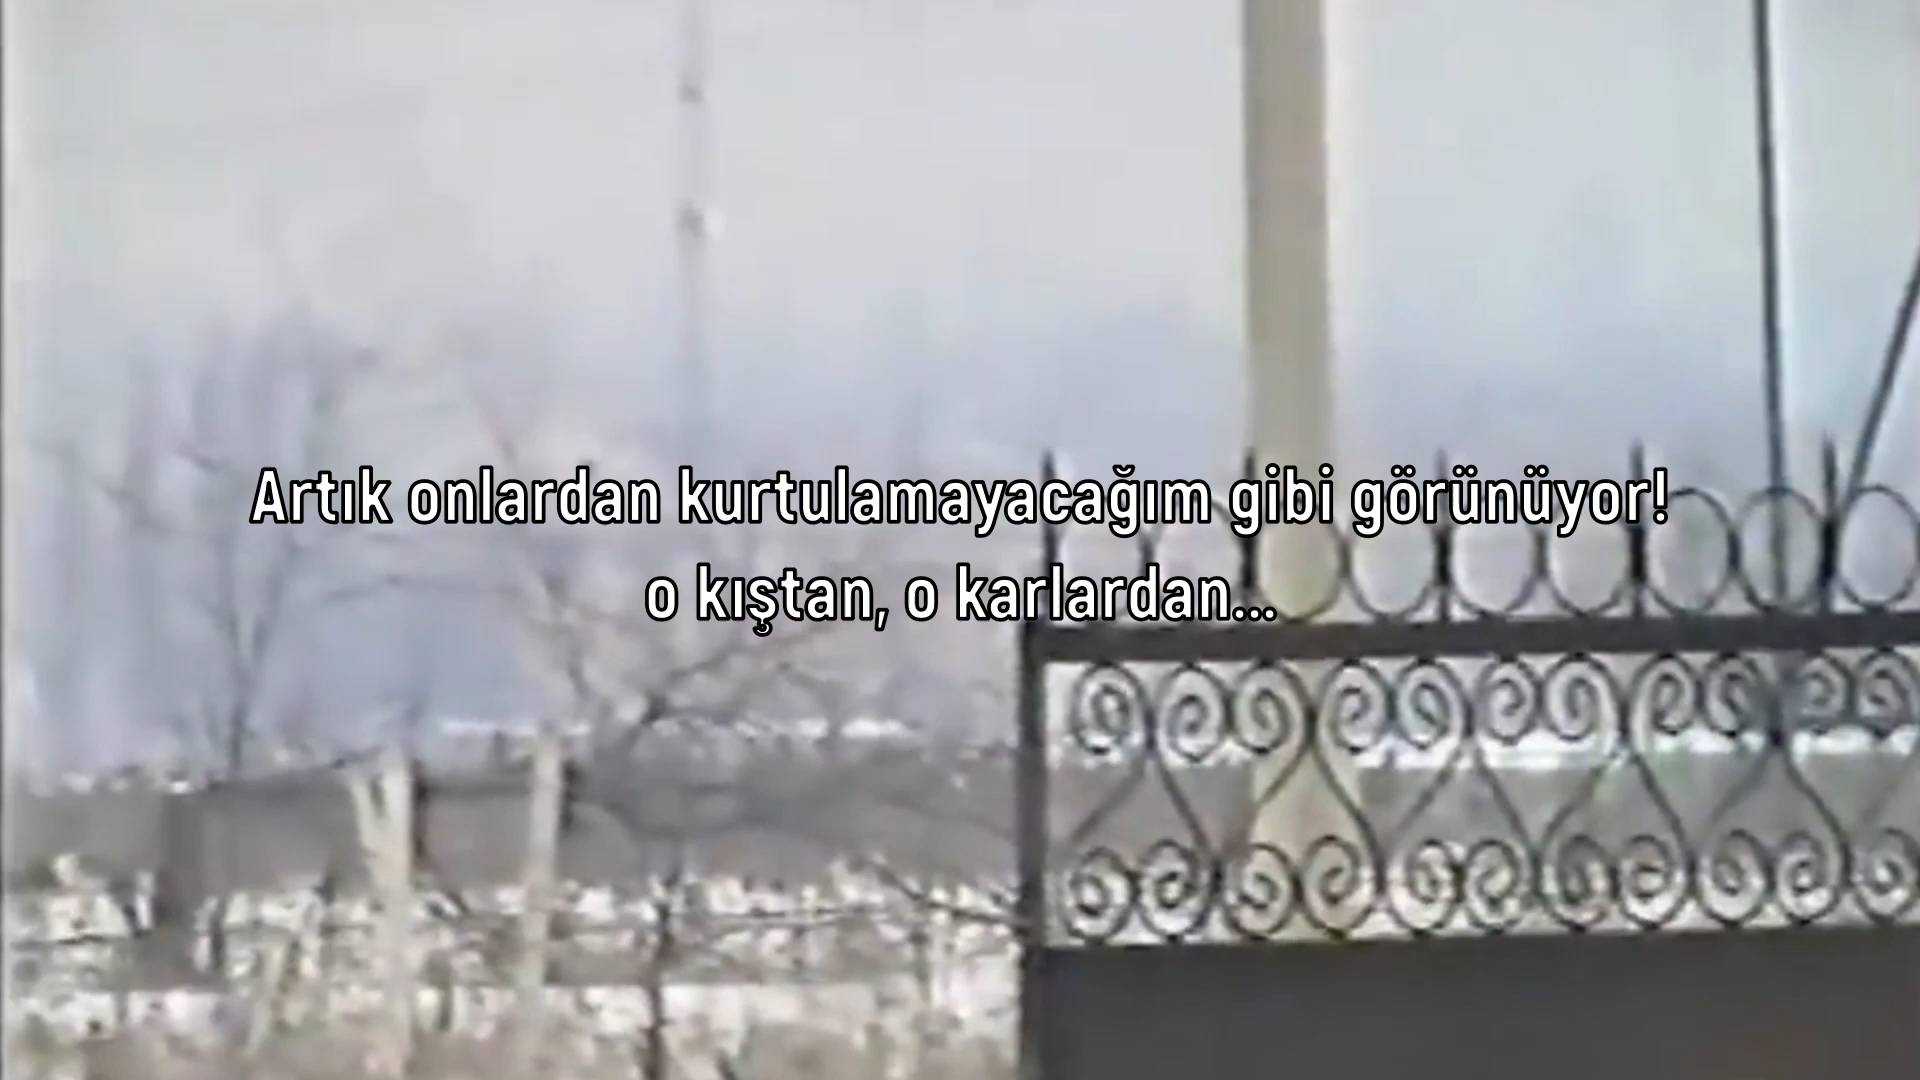 Artık onlardan kurtulamayacağım gibi görünüyor!
o kıştan, o karlardan...